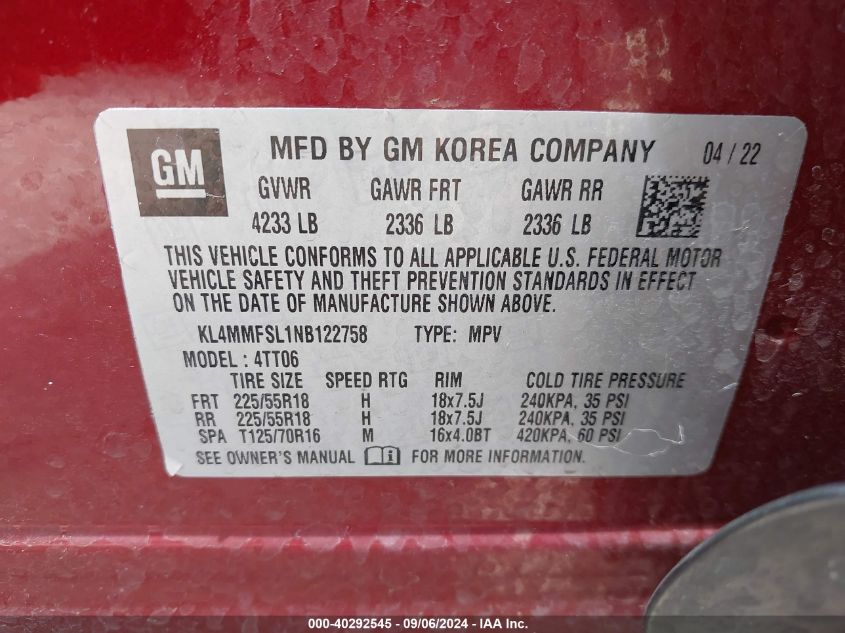 GM MFD BY GM KOREA COMPANY 04 / 22
GVWR GAWR FRT GAWR RR
4233 LB 2336 LB 2336 LB
THIS VEHICLE CONFORMS TO ALL APPLICABLE U.S. FEDERAL MOTOR
VEHICLE SAFETY AND THEFT PREVENTION STANDARDS IN EFFECT
ON THE DATE OF MANUFACTURE SHOWN ABOVE.
KL4MMFSL1NB122758 TYPE: MPV
MODEL : 4TT06
TIRE SIZE SPEED RTG RIM COLD TIRE PRESSURE
FRT 225/55R18 H 18x7.5J 240KPA, 35 PSI
RR 225/55R18 H 18x7.5J 240KPA, 35 PSI
SPA T125/70R16 M 16x4.0BT 420KPA, 60 PSI
SEE OWNER'S MANUAL FOR MORE INFORMATION.
000-40292545 - 09/06/2024 - IAA Inc.